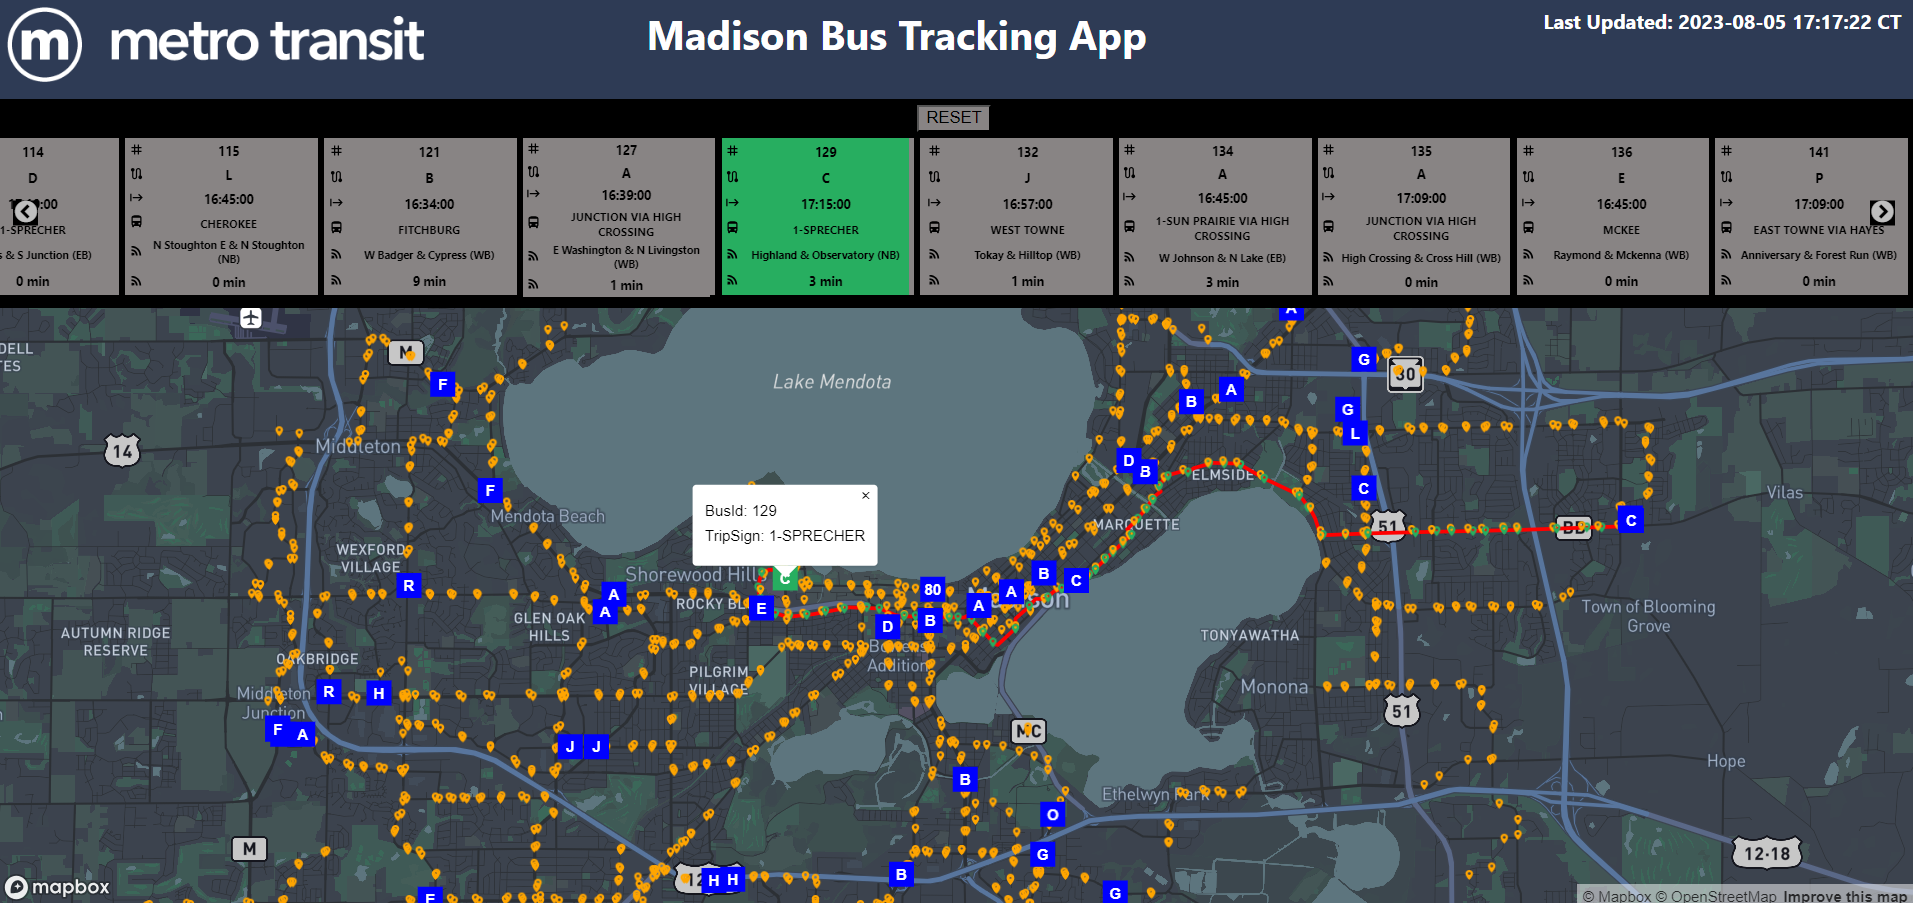 metro transit
Madison Bus Tracking App
Last Updated: 2023-08-05 17:17:22 CT
RESET
114
D
:00
1-SPRECHER
& S Junction (EB)
0 min
115
L
16:45:00
CHEROKEE
N Stoughton E & N Stoughton
(NB)
0 min
121
B
16:34:00
FITCHBURG
W Badger & Cypress (WB)
9 min
127
A
16:39:00
JUNCTION VIA HIGH
CROSSING
E Washington & N Livingston
(WB)
1 min
129
C
17:15:00
1-SPRECHER
Highland & Observatory (NB)
3 min
132
J
16:57:00
WEST TOWNE
Tokay & Hilltop (WB)
1 min
134
A
16:45:00
1-SUN PRAIRIE VIA HIGH
CROSSING
W Johnson & N Lake (EB)
3 min
135
A
17:09:00
JUNCTION VIA HIGH
CROSSING
High Crossing & Cross Hill (WB)
0 min
136
E
16:45:00
MCKEE
Raymond & Mckenna (WB)
0 min
141
P
17:09:00
EAST TOWNE VIA HAYES
Anniversary & Forest Run (WB)
0 min
A
M
G
30
F
Lake Mendota
A
B
G
L
14
Middleton
D
B
ELMSIDE
F
C
Vilas
Mendota Beach
BusId: 129
TripSign: 1-SPRECHER
×
MARQUETTE
51
BB
C
WEXFORD
VILLAGE
R
Shorewood Hill
C
B
C
A
A
80
A
A
ROCKY BL
E
B
D
GLEN OAK
HILLS
Town of Blooming
Grove
AUTUMN RIDGE
RESERVE
TONYAWATHA
OAKBRIDGE
Addition
PILGRIM
VILLAGE
Middleton
Junction
R
H
Monona
51
F
A
J
J
MC
Hope
B
Ethelwyn Park
O
M
G
12-18
H
H
B
F
G
mapbox
© Mapbox © OpenStreetMap Improve this map